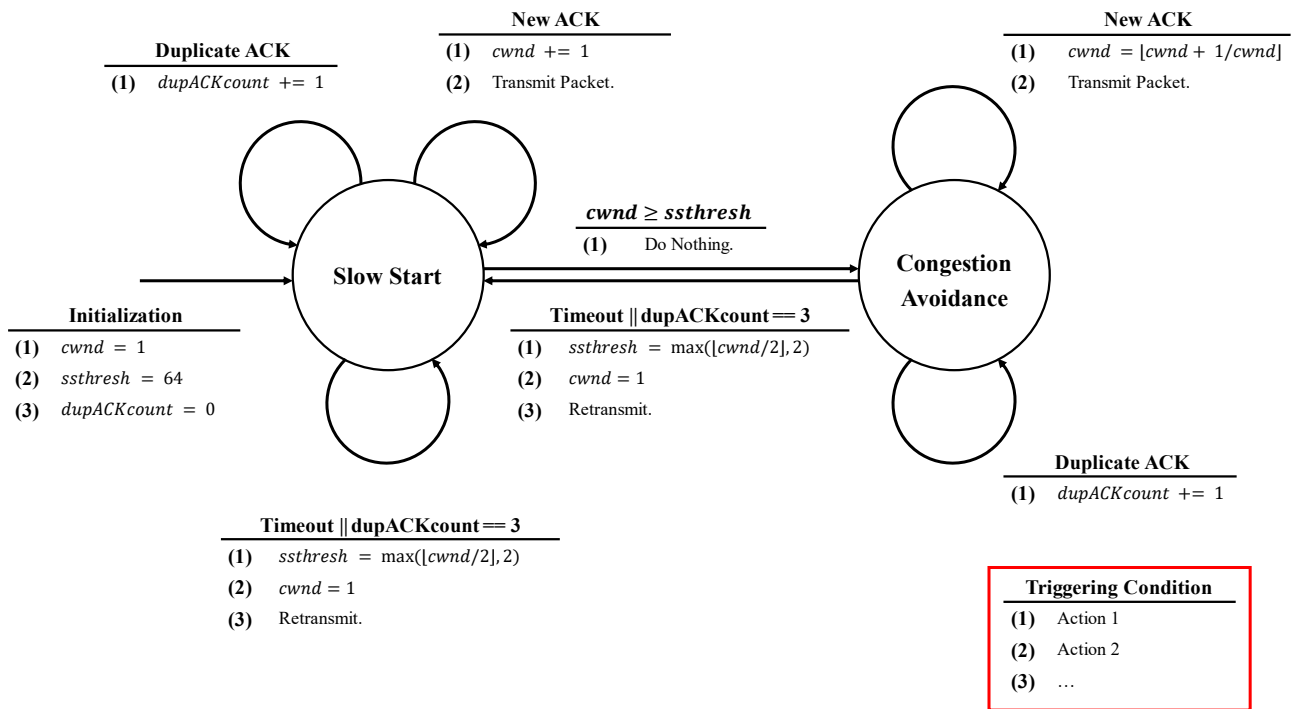 New ACK
(1) cwnd += 1
(2) Transmit Packet.
Duplicate ACK
(1) dupACKcount += 1
New ACK
(1) cwnd = ⌊cwnd + 1/cwnd⌋
(2) Transmit Packet.
cwnd ≥ ssthresh
(1) Do Nothing.
Slow Start
Congestion
Avoidance
Initialization
(1) cwnd = 1
(2) ssthresh = 64
(3) dupACKcount = 0
Timeout || dupACKcount == 3
(1) ssthresh = max(⌊cwnd/2⌋, 2)
(2) cwnd = 1
(3) Retransmit.
Duplicate ACK
(1) dupACKcount += 1
Timeout || dupACKcount == 3
(1) ssthresh = max(⌊cwnd/2⌋, 2)
(2) cwnd = 1
(3) Retransmit.
Triggering Condition
(1) Action 1
(2) Action 2
(3) …